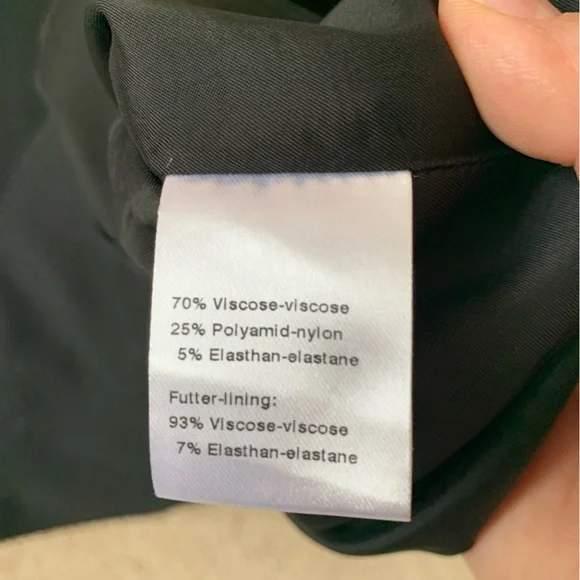 70% Viscose-viscose
25% Polyamid-nylon
5% Elasthan-elastane
Futter-lining:
93% Viscose-viscose
7% Elasthan-elastane